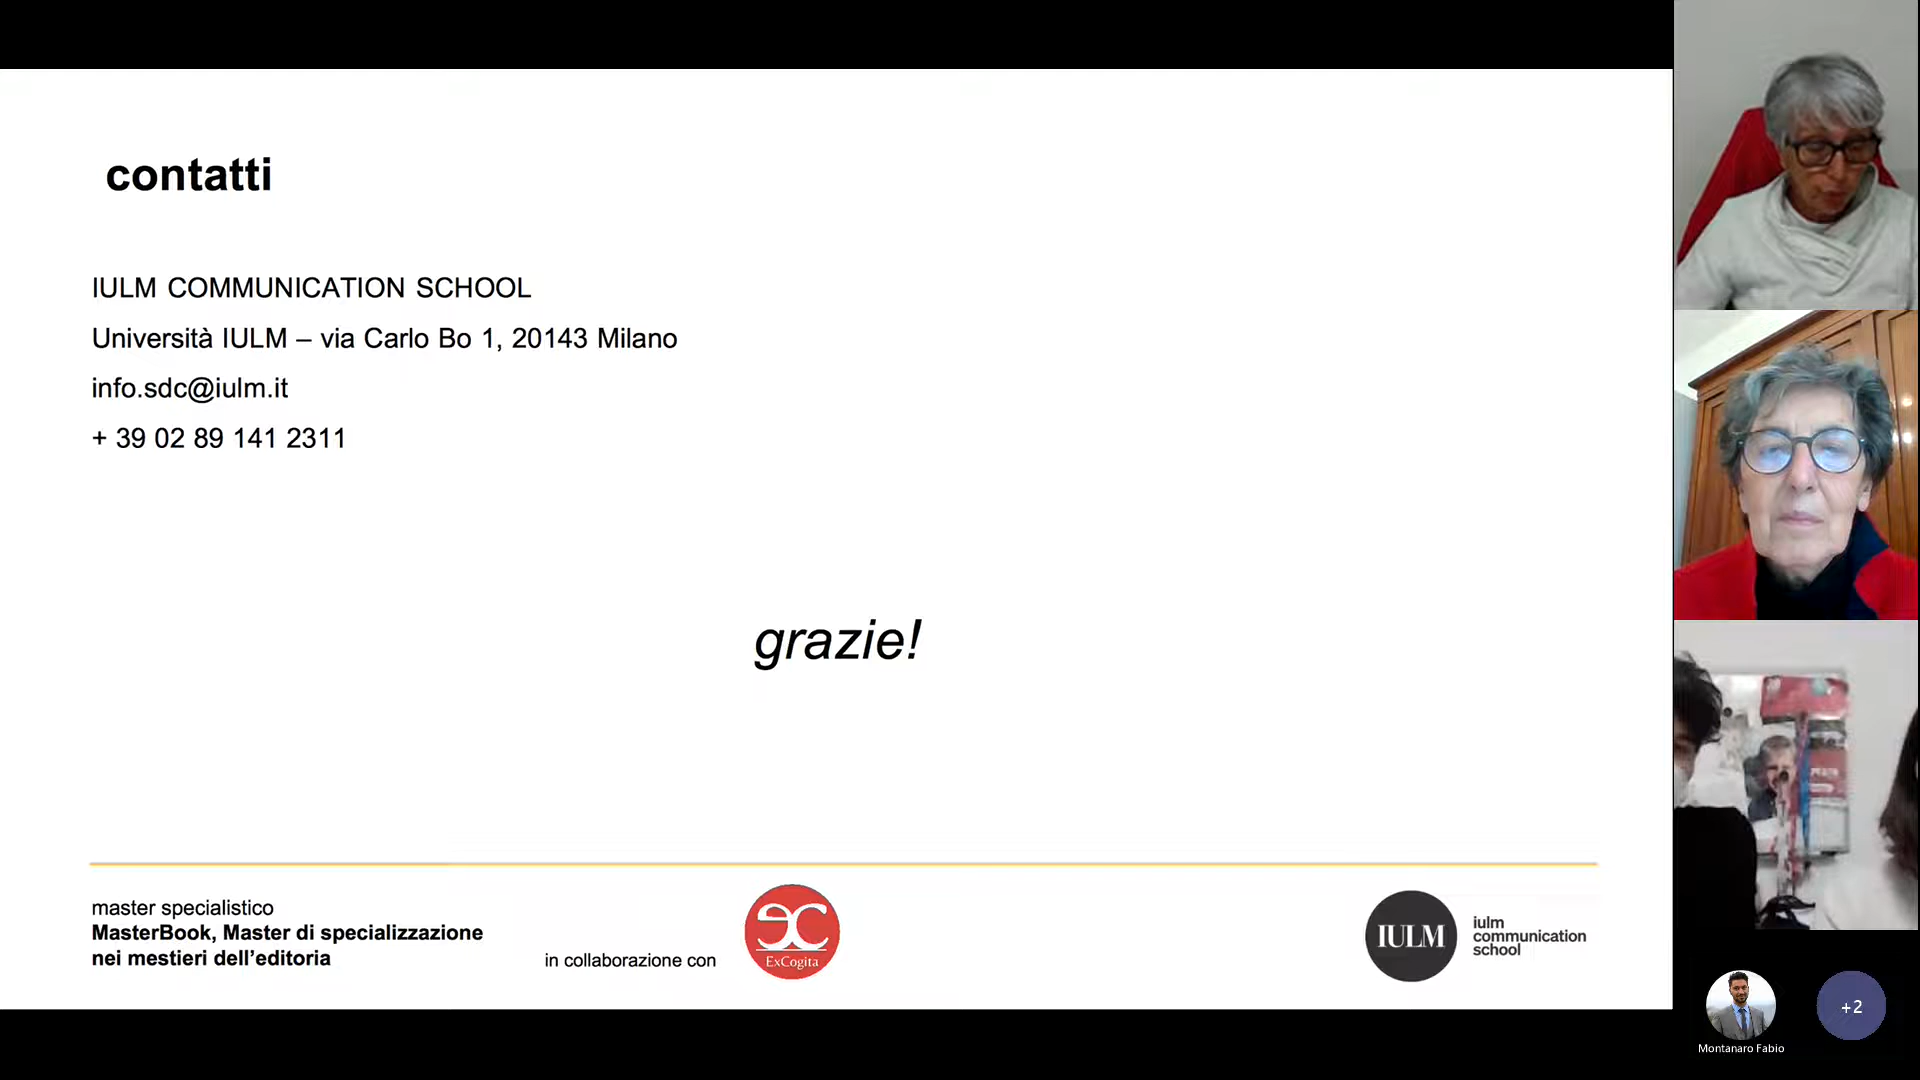 contatti
IULM COMMUNICATION SCHOOL
Università IULM – via Carlo Bo 1, 20143 Milano
info.sdc@iulm.it
+ 39 02 89 141 2311
grazie!
master specialistico
MasterBook, Master di specializzazione
nei mestieri dell’editoria
in collaborazione con
ExCogita
IULM
iulm
communication
school
Montanaro Fabio
+2